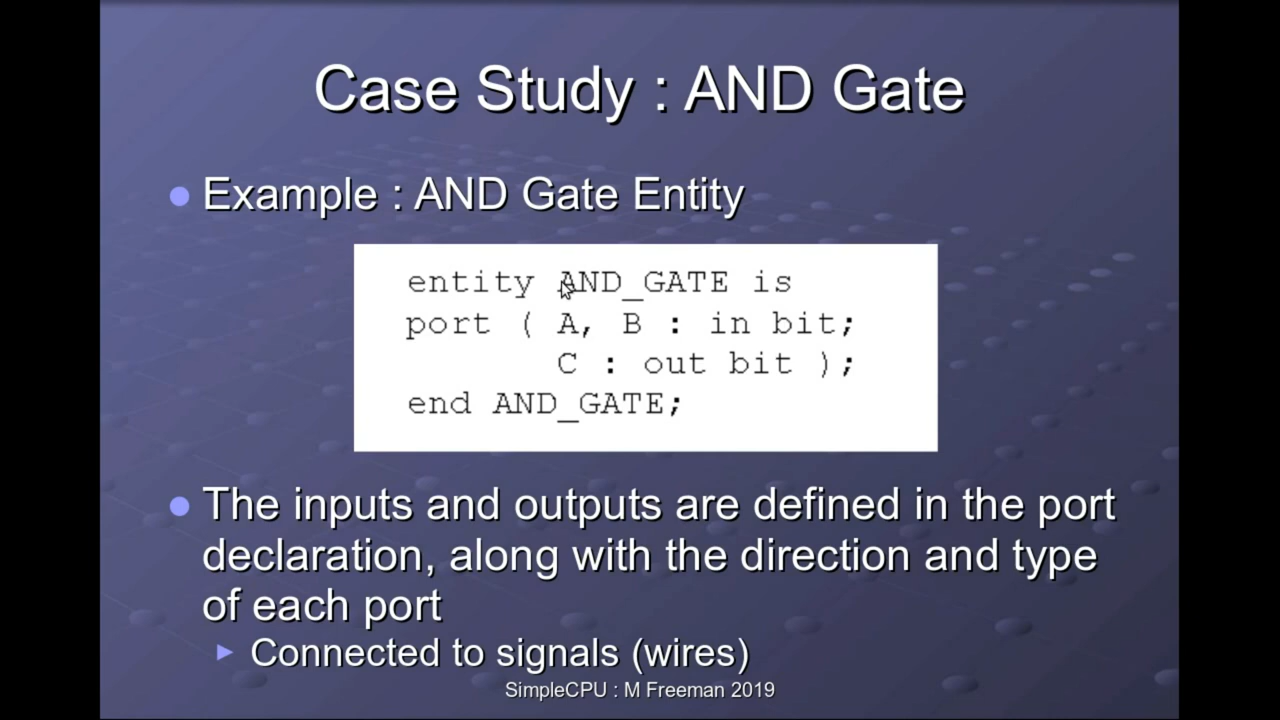 Case Study : AND Gate
Example : AND Gate Entity
entity AND_GATE is
port ( A, B : in bit;
C : out bit );
end AND_GATE;
The inputs and outputs are defined in the port
declaration, along with the direction and type
of each port
Connected to signals (wires)
SimpleCPU : M Freeman 2019